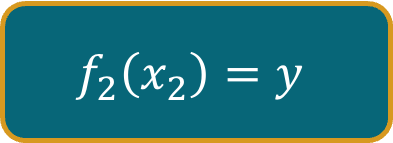 f₂(x₂) = y